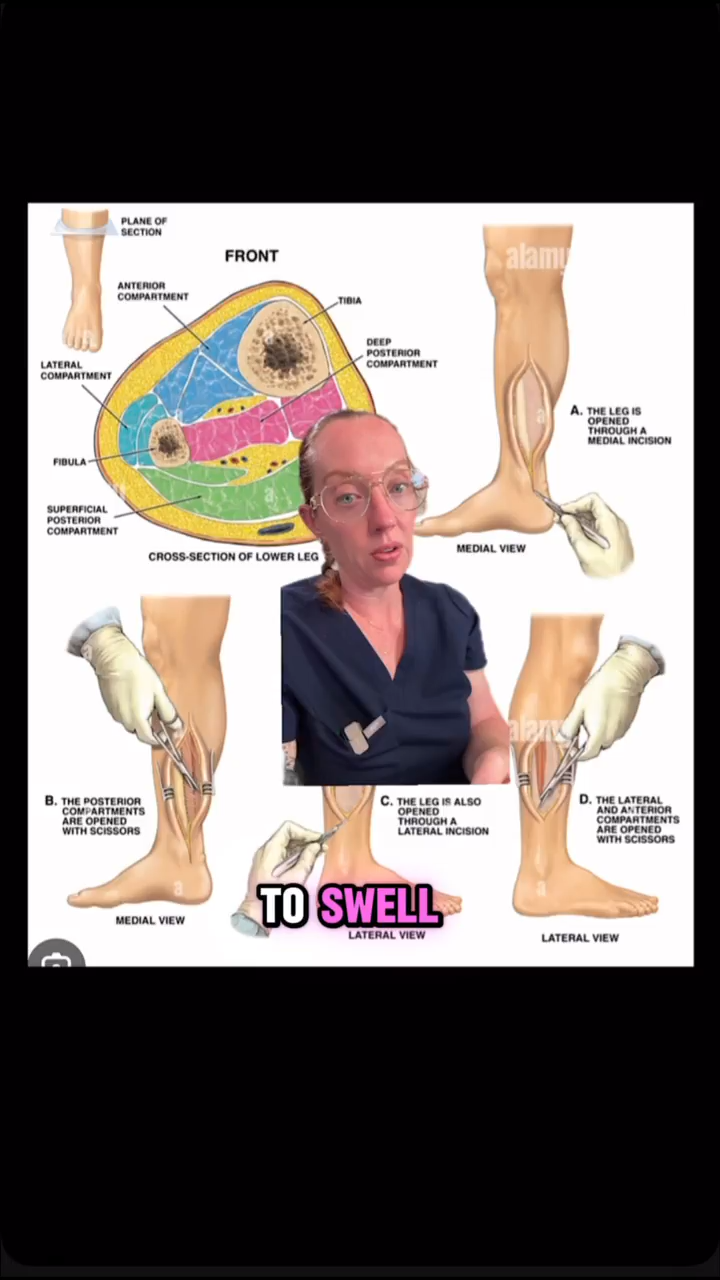 PLANE OF
SECTION
FRONT
ANTERIOR
COMPARTMENT
TIBIA
DEEP
POSTERIOR
COMPARTMENT
LATERAL
COMPARTMENT
FIBULA
SUPERFICIAL
POSTERIOR
COMPARTMENT
CROSS-SECTION OF LOWER LEG
alamy
A. THE LEG IS
OPENED
THROUGH A
MEDIAL INCISION
MEDIAL VIEW
B. THE POSTERIOR
COMPARTMENTS
ARE OPENED
WITH SCISSORS
MEDIAL VIEW
C. THE LEG IS ALSO
OPENED
THROUGH A
LATERAL INCISION
LATERAL VIEW
alamy
D. THE LATERAL
AND ANTERIOR
COMPARTMENTS
ARE OPENED
WITH SCISSORS
LATERAL VIEW
TO SWELL